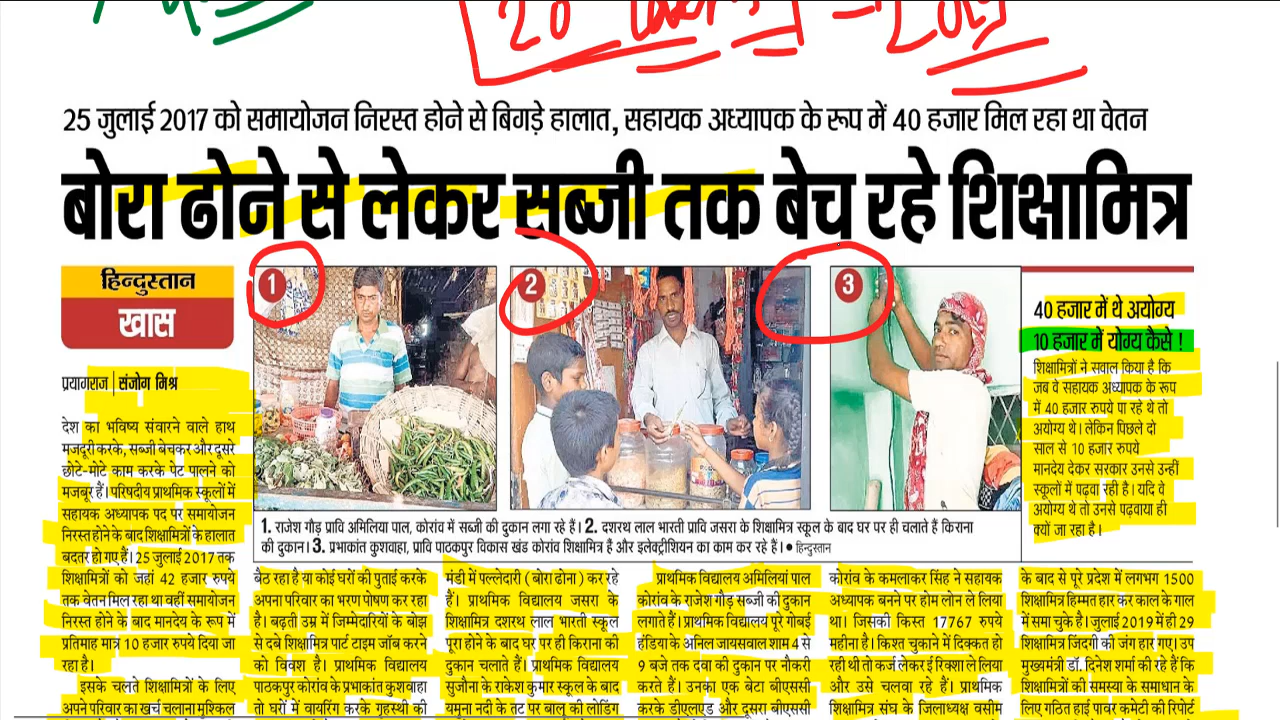 25 जुलाई 2017 को समायोजन निरस्त होने से बिगड़े हालात, सहायक अध्यापक के रूप में 40 हजार मिल रहा था वेतन
बोरा ढोने से लेकर सब्जी तक बेच रहे शिक्षामित्र
हिन्दुस्तान
खास
प्रयागराज | संजोग मिश्र
देश का भविष्य संवारने वाले हाथ
मजदूरी करके, सब्जी बेचकर और दूसरे
छोटे-मोटे काम करके पेट पालने को
मजबूर हैं। परिषदीय प्राथमिक स्कूलों में
सहायक अध्यापक पद पर समायोजन
निरस्त होने के बाद शिक्षामित्रों के हालात
बदतर हो गए हैं। 25 जुलाई 2017 तक
शिक्षामित्रों को जहां 42 हजार रुपये
तक वेतन मिल रहा था वहीं समायोजन
निरस्त होने के बाद मानदेय के रूप में
प्रतिमाह मात्र 10 हजार रुपये दिया जा
रहा है।
इसके चलते शिक्षामित्रों के लिए
अपने परिवार का खर्च चलाना मुश्किल
1
2
3
1. राजेश गौड़ प्रावि अमिलिया पाल, कोरांव में सब्जी की दुकान लगा रहे हैं। 2. दशरथ लाल भारती प्रावि जसरा के शिक्षामित्र स्कूल के बाद घर पर ही चलाते हैं किराना
की दुकान। 3. प्रभाकांत कुशवाहा, प्रावि पाठकपुर विकास खंड कोरांव शिक्षामित्र हैं और इलेक्ट्रीशियन का काम कर रहे हैं। • हिन्दुस्तान
बैठ रहा है या कोई घरों की पुताई करके
अपना परिवार का भरण पोषण कर रहा
है। बढ़ती उम्र में जिम्मेदारियों के बोझ
से दबे शिक्षामित्र पार्ट टाइम जॉब करने
को विवश है। प्राथमिक विद्यालय
पाठकपुर कोरांव के प्रभाकांत कुशवाहा
तो घरों में वायरिंग करके गृहस्थी की
मंडी में पल्लेदारी (बोरा ढोना) कर रहे
हैं। प्राथमिक विद्यालय जसरा के
शिक्षामित्र दशरथ लाल भारती स्कूल
पूरा होने के बाद घर पर ही किराना की
दुकान चलाते हैं। प्राथमिक विद्यालय
सुजौना के राकेश कुमार स्कूल के बाद
यमुना नदी के तट पर बालू की लोडिंग
प्राथमिक विद्यालय अमिलियां पाल
कोरांव के राजेश गौड़ सब्जी की दुकान
लगाते हैं। प्राथमिक विद्यालय पूरे गोबई
हंडिया के अनिल जायसवाल शाम 4 से
9 बजे तक दवा की दुकान पर नौकरी
करते हैं। उनका एक बेटा बीएससी
करके डीएलएड और दूसरा बीएससी
कोरांव के कमलाकर सिंह ने सहायक
अध्यापक बनने पर होम लोन ले लिया
था। जिसकी किस्त 17767 रुपये
महीना है। किश्त चुकाने में दिक्कत हो
रही थी तो कर्ज लेकर ई रिक्शा ले लिया
और उसे चलवा रहे हैं। प्राथमिक
शिक्षामित्र संघ के जिलाध्यक्ष वसीम
40 हजार में थे अयोग्य
10 हजार में योग्य कैसे !
शिक्षामित्रों ने सवाल किया है कि
जब वे सहायक अध्यापक के रूप
में 40 हजार रुपये पा रहे थे तो
अयोग्य थे। लेकिन पिछले दो
साल से 10 हजार रुपये
मानदेय देकर सरकार उनसे उन्हीं
स्कूलों में पढ़वा रही है। यदि वे
अयोग्य थे तो उनसे पढ़वाया ही
क्यों जा रहा है।
के बाद से पूरे प्रदेश में लगभग 1500
शिक्षामित्र हिम्मत हार कर काल के गाल
में समा चुके है। जुलाई 2019 में ही 29
शिक्षामित्र जिंदगी की जंग हार गए। उप
मुख्यमंत्री डॉ. दिनेश शर्मा की रहे हैं कि
शिक्षामित्रों की समस्या के समाधान के
लिए गठित हाई पावर कमेटी की रिपोर्ट